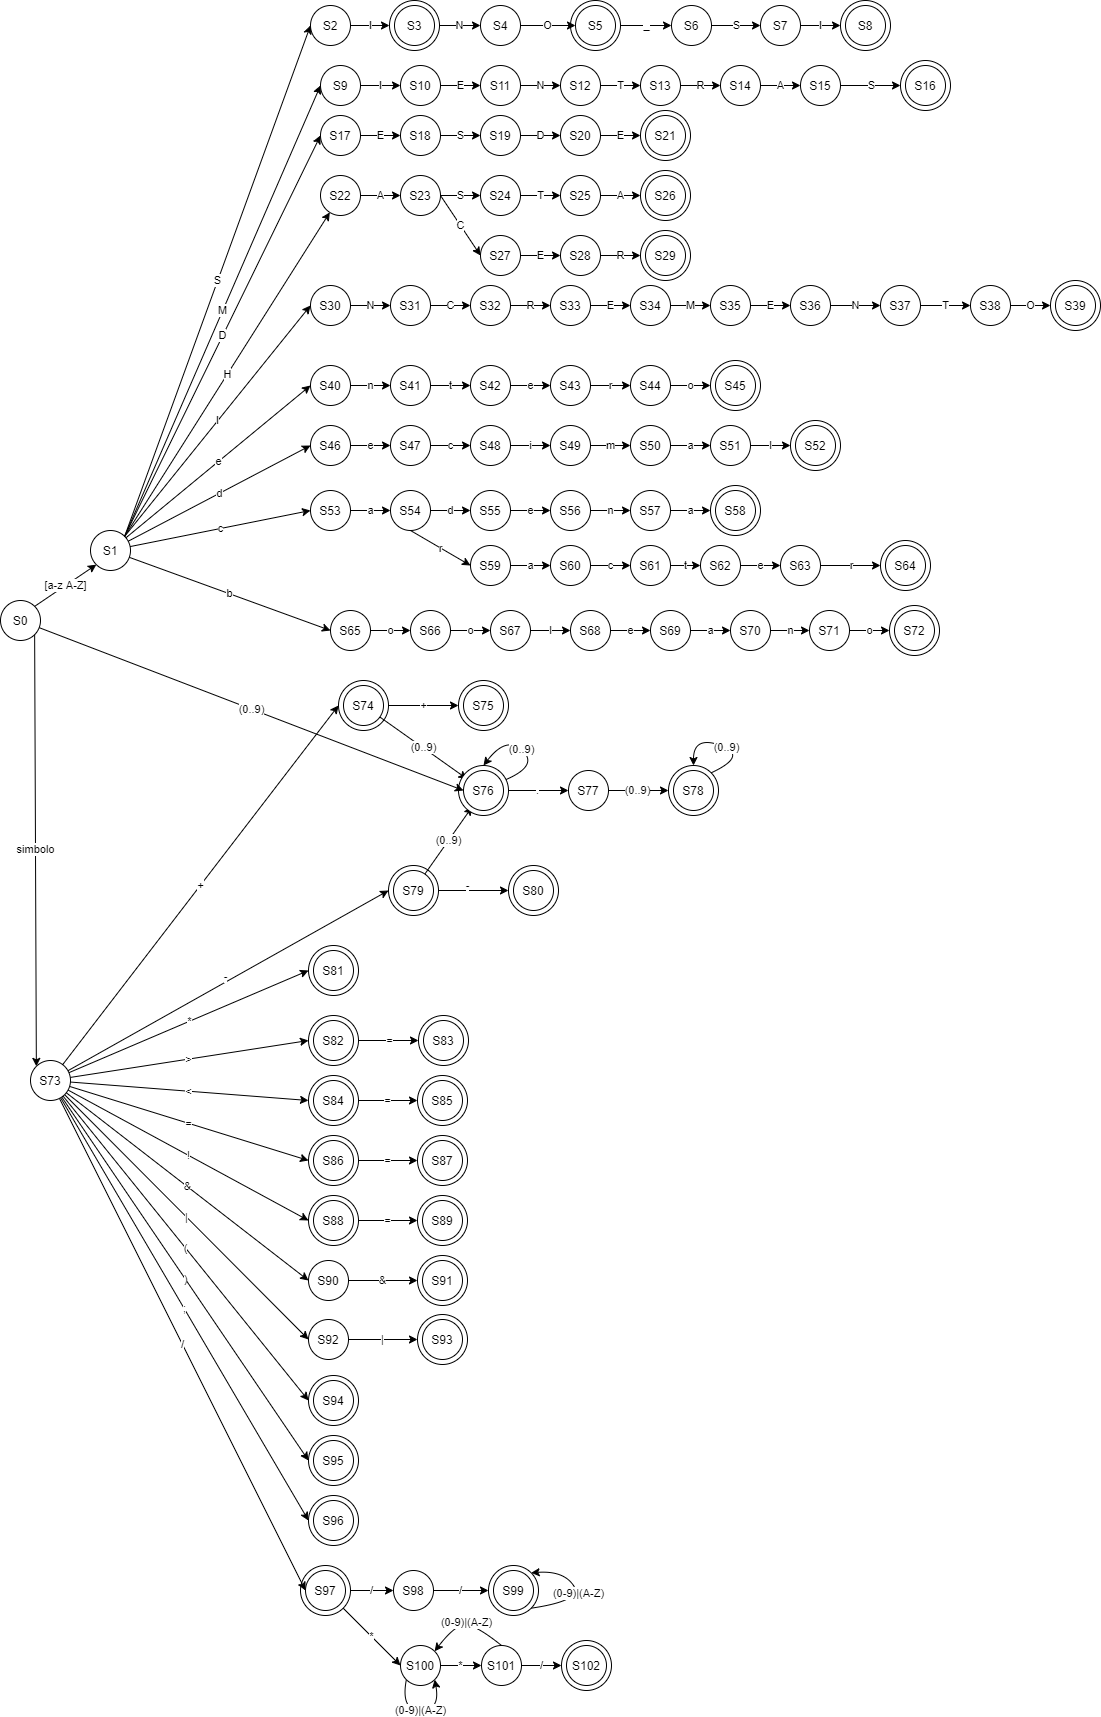 S2 I S3 N S4 O S5 _ S6 S S7 I S8
S9 I S10 E S11 N S12 T S13 R S14 A S15 S S16
S17 E S18 S S19 D S20 E S21
S22 A S23 S S24 T S25 A S26
C
S27 E S28 R S29
S
M
D
S30 N S31 C S32 R S33 E S34 M S35 E S36 N S37 T S38 O S39
H
S40 n S41 t S42 e S43 r S44 o S45
I
S46 e S47 c S48 i S49 m S50 a S51 l S52
e
d
S53 a S54 d S55 e S56 n S57 a S58
c
r
S1
S59 a S60 c S61 t S62 e S63 r S64
[a-z A-Z]
b
S0
S65 o S66 o S67 l S68 e S69 a S70 n S71 o S72
(0..9)
S74 + S75
(0..9) (0..9) (0..9)
S76 . S77 (0..9) S78
simbolo
(0..9)
+
S79 - S80
-
S81
*
S82 = S83
>
S73
<
S84 = S85
=
S86 = S87
!
&
S88 = S89
|
(
S90 & S91
)
;
S92 | S93
/
S94
S95
S96
S97 / S98 / S99
(0-9)|(A-Z)
*
(0-9)|(A-Z)
S100 * S101 / S102
(0-9)|(A-Z)